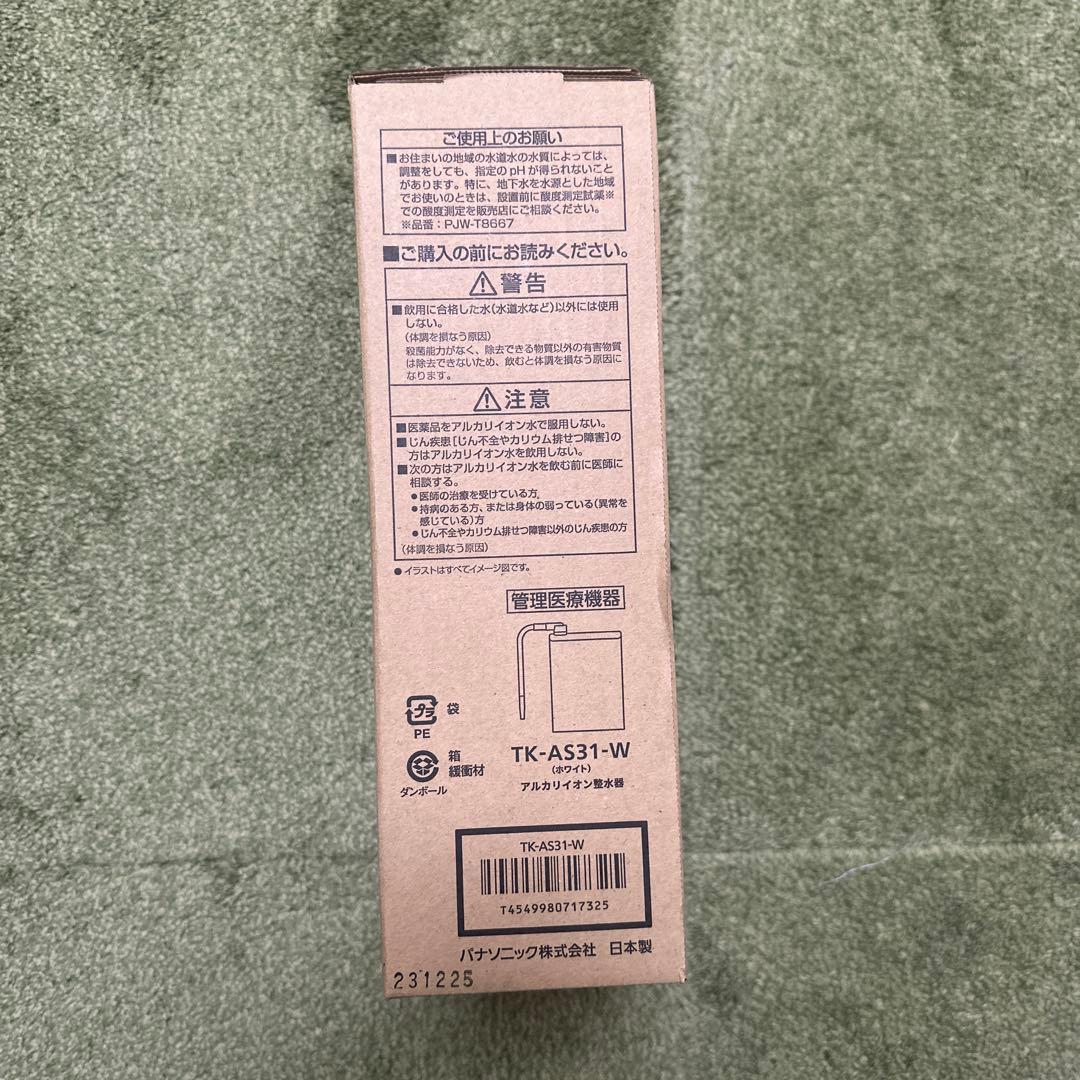 ご使用上のお願い
■お住まいの地域の水道水の水質によっては、
調整をしても、指定のpHが得られないこと
があります。特に、地下水を水源とした地域
でお使いのときは、設置前に酸度測定試薬※
での酸度測定を販売店にご相談ください。
※品番：PJW-T8667
■ご購入の前にお読みください。
警告
■飲用に合格した水（水道水など）以外には使用
しない。
（体調を損なう原因）
殺菌能力がなく、除去できる物質以外の有害物質
は除去できないため、飲むと体調を損なう原因に
なります。
注意
■医薬品をアルカリイオン水で服用しない。
■じん疾患［じん不全やカリウム排せつ障害］の
方はアルカリイオン水を飲用しない。
■次の方はアルカリイオン水を飲む前に医師に
相談する。
●医師の治療を受けている方
●持病のある方、または身体の弱っている（異常を
感じている）方
●じん不全やカリウム排せつ障害以外のじん疾患の方
（体調を損なう原因）
●イラストはすべてイメージ図です。
管理医療機器
プラ 袋
PE
箱
緩衝材
ダンボール
TK-AS31-W
（ホワイト）
アルカリイオン整水器
TK-AS31-W
T4549980717325
パナソニック株式会社 日本製
231225